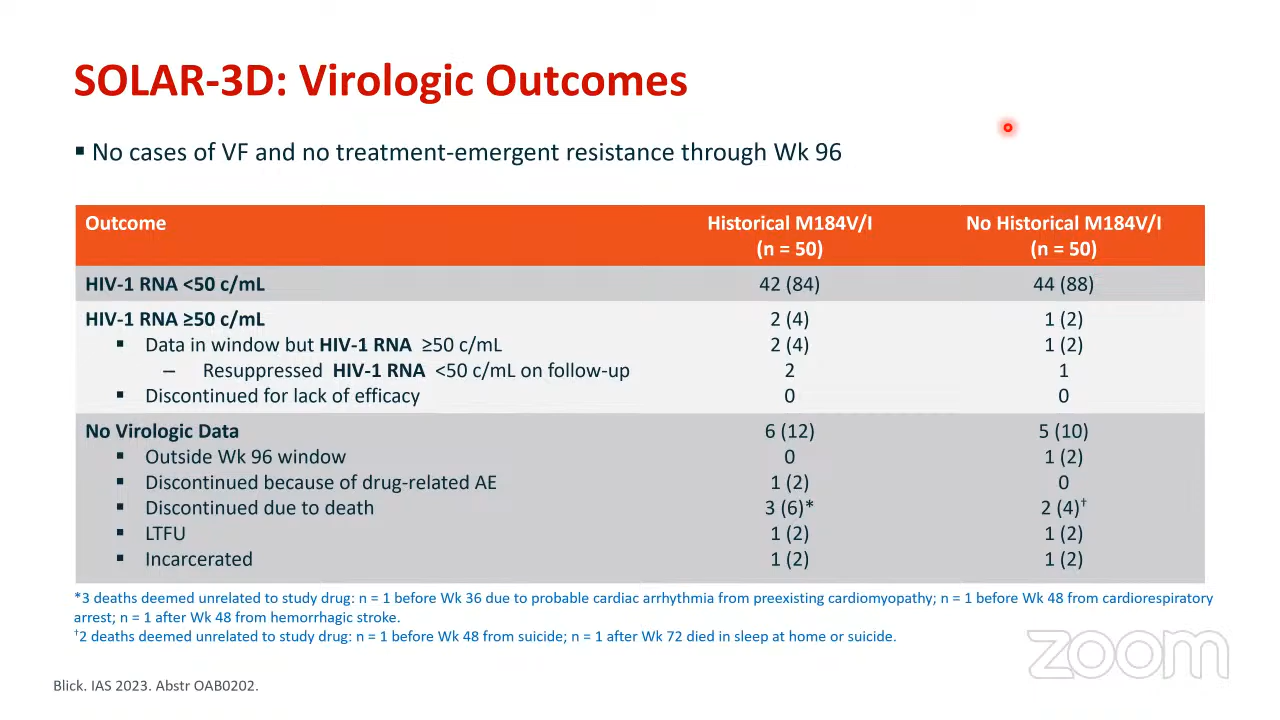 SOLAR-3D: Virologic Outcomes
▪ No cases of VF and no treatment-emergent resistance through Wk 96
Outcome Historical M184V/I (n = 50) No Historical M184V/I (n = 50)
HIV-1 RNA <50 c/mL 42 (84) 44 (88)
HIV-1 RNA ≥50 c/mL 2 (4) 1 (2)
▪ Data in window but HIV-1 RNA ≥50 c/mL 2 (4) 1 (2)
– Resuppressed HIV-1 RNA <50 c/mL on follow-up 2 1
▪ Discontinued for lack of efficacy 0 0
No Virologic Data 6 (12) 5 (10)
▪ Outside Wk 96 window 0 1 (2)
▪ Discontinued because of drug-related AE 1 (2) 0
▪ Discontinued due to death 3 (6)* 2 (4)†
▪ LTFU 1 (2) 1 (2)
▪ Incarcerated 1 (2) 1 (2)
*3 deaths deemed unrelated to study drug: n = 1 before Wk 36 due to probable cardiac arrhythmia from preexisting cardiomyopathy; n = 1 before Wk 48 from cardiorespiratory
arrest; n = 1 after Wk 48 from hemorrhagic stroke.
†2 deaths deemed unrelated to study drug: n = 1 before Wk 48 from suicide; n = 1 after Wk 72 died in sleep at home or suicide.
zoom
Blick. IAS 2023. Abstr OAB0202.